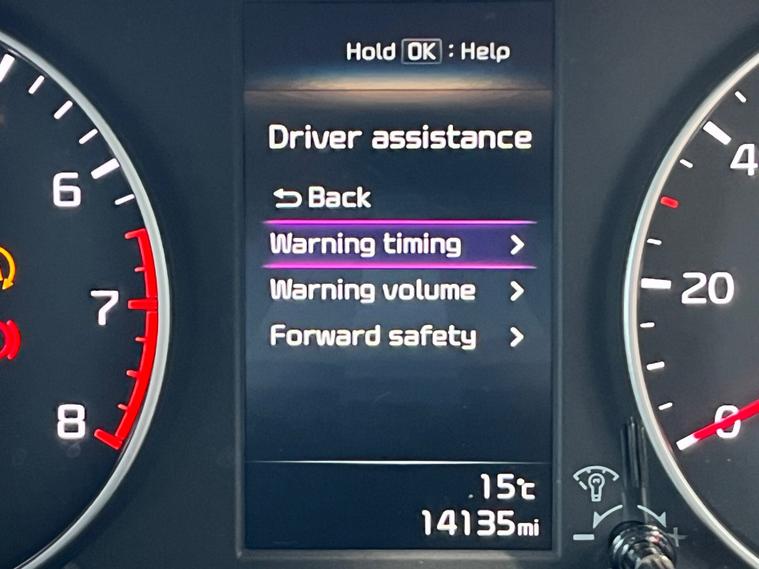 Hold OK : Help
Driver assistance
Back
Warning timing
Warning volume
Forward safety
15°C
14135mi
6
7
8
4
20
0
- +